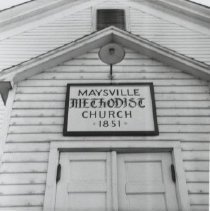 MAYSVILLE
METHODIST
CHURCH
· 1851 ·